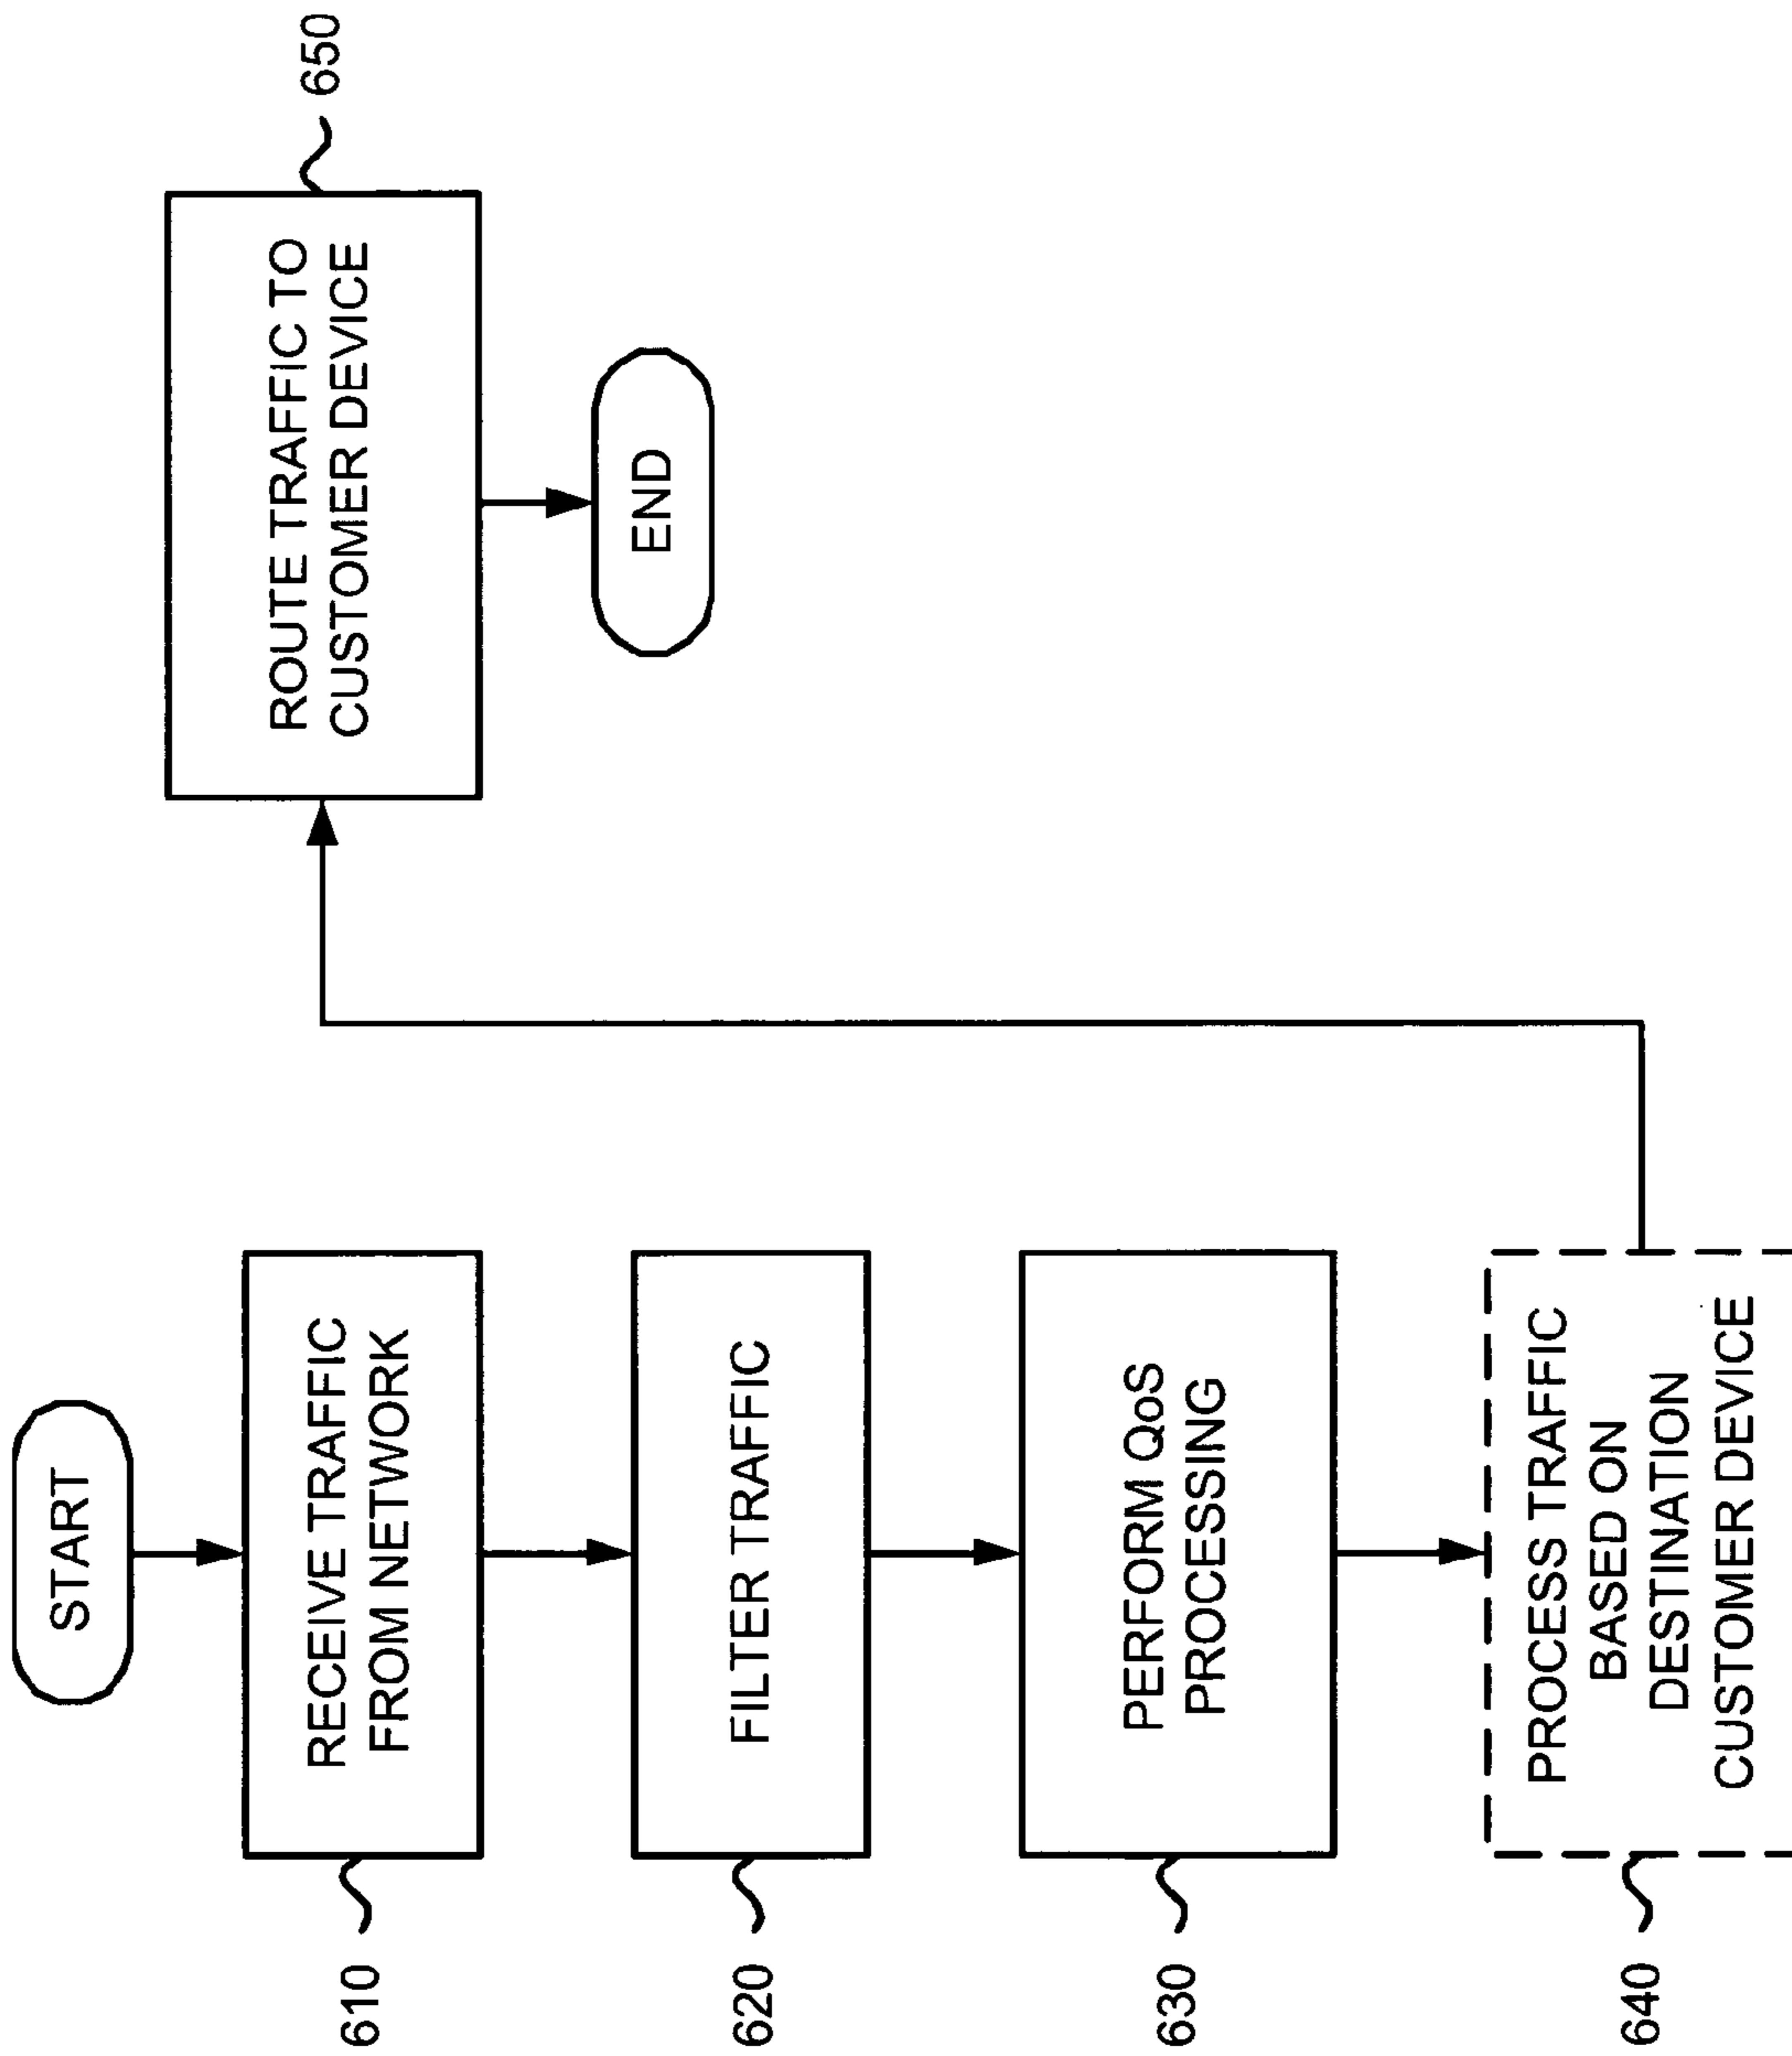 START
610
RECEIVE TRAFFIC
FROM NETWORK
620
FILTER TRAFFIC
630
PERFORM QoS
PROCESSING
640
PROCESS TRAFFIC
BASED ON
DESTINATION
CUSTOMER DEVICE
ROUTE TRAFFIC TO
CUSTOMER DEVICE
650
END